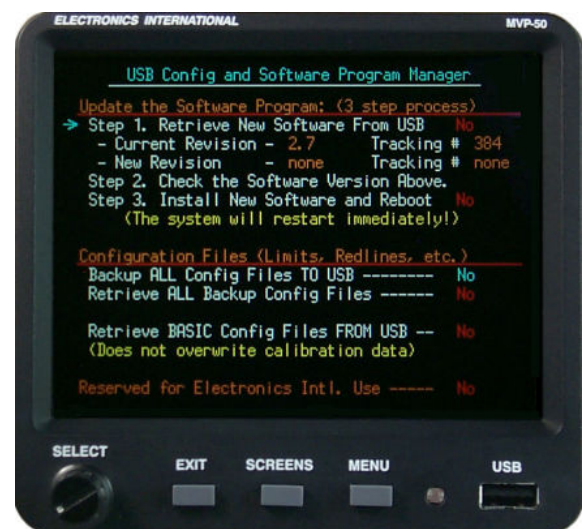 ELECTRONICS INTERNATIONAL MVP-50
USB Config and Software Program Manager
Update the Software Program: (3 step process)
Step 1. Retrieve New Software From USB No
- Current Revision - 2.7 Tracking # 384
- New Revision - none Tracking # none
Step 2. Check the Software Version Above.
Step 3. Install New Software and Reboot No
(The system will restart immediately!)
Configuration Files (Limits, Redlines, etc.)
Backup ALL Config Files TO USB -------- No
Retrieve ALL Backup Config Files ------ No
Retrieve BASIC Config Files FROM USB -- No
(Does not overwrite calibration data)
Reserved for Electronics Intl. Use ----- No
SELECT EXIT SCREENS MENU USB